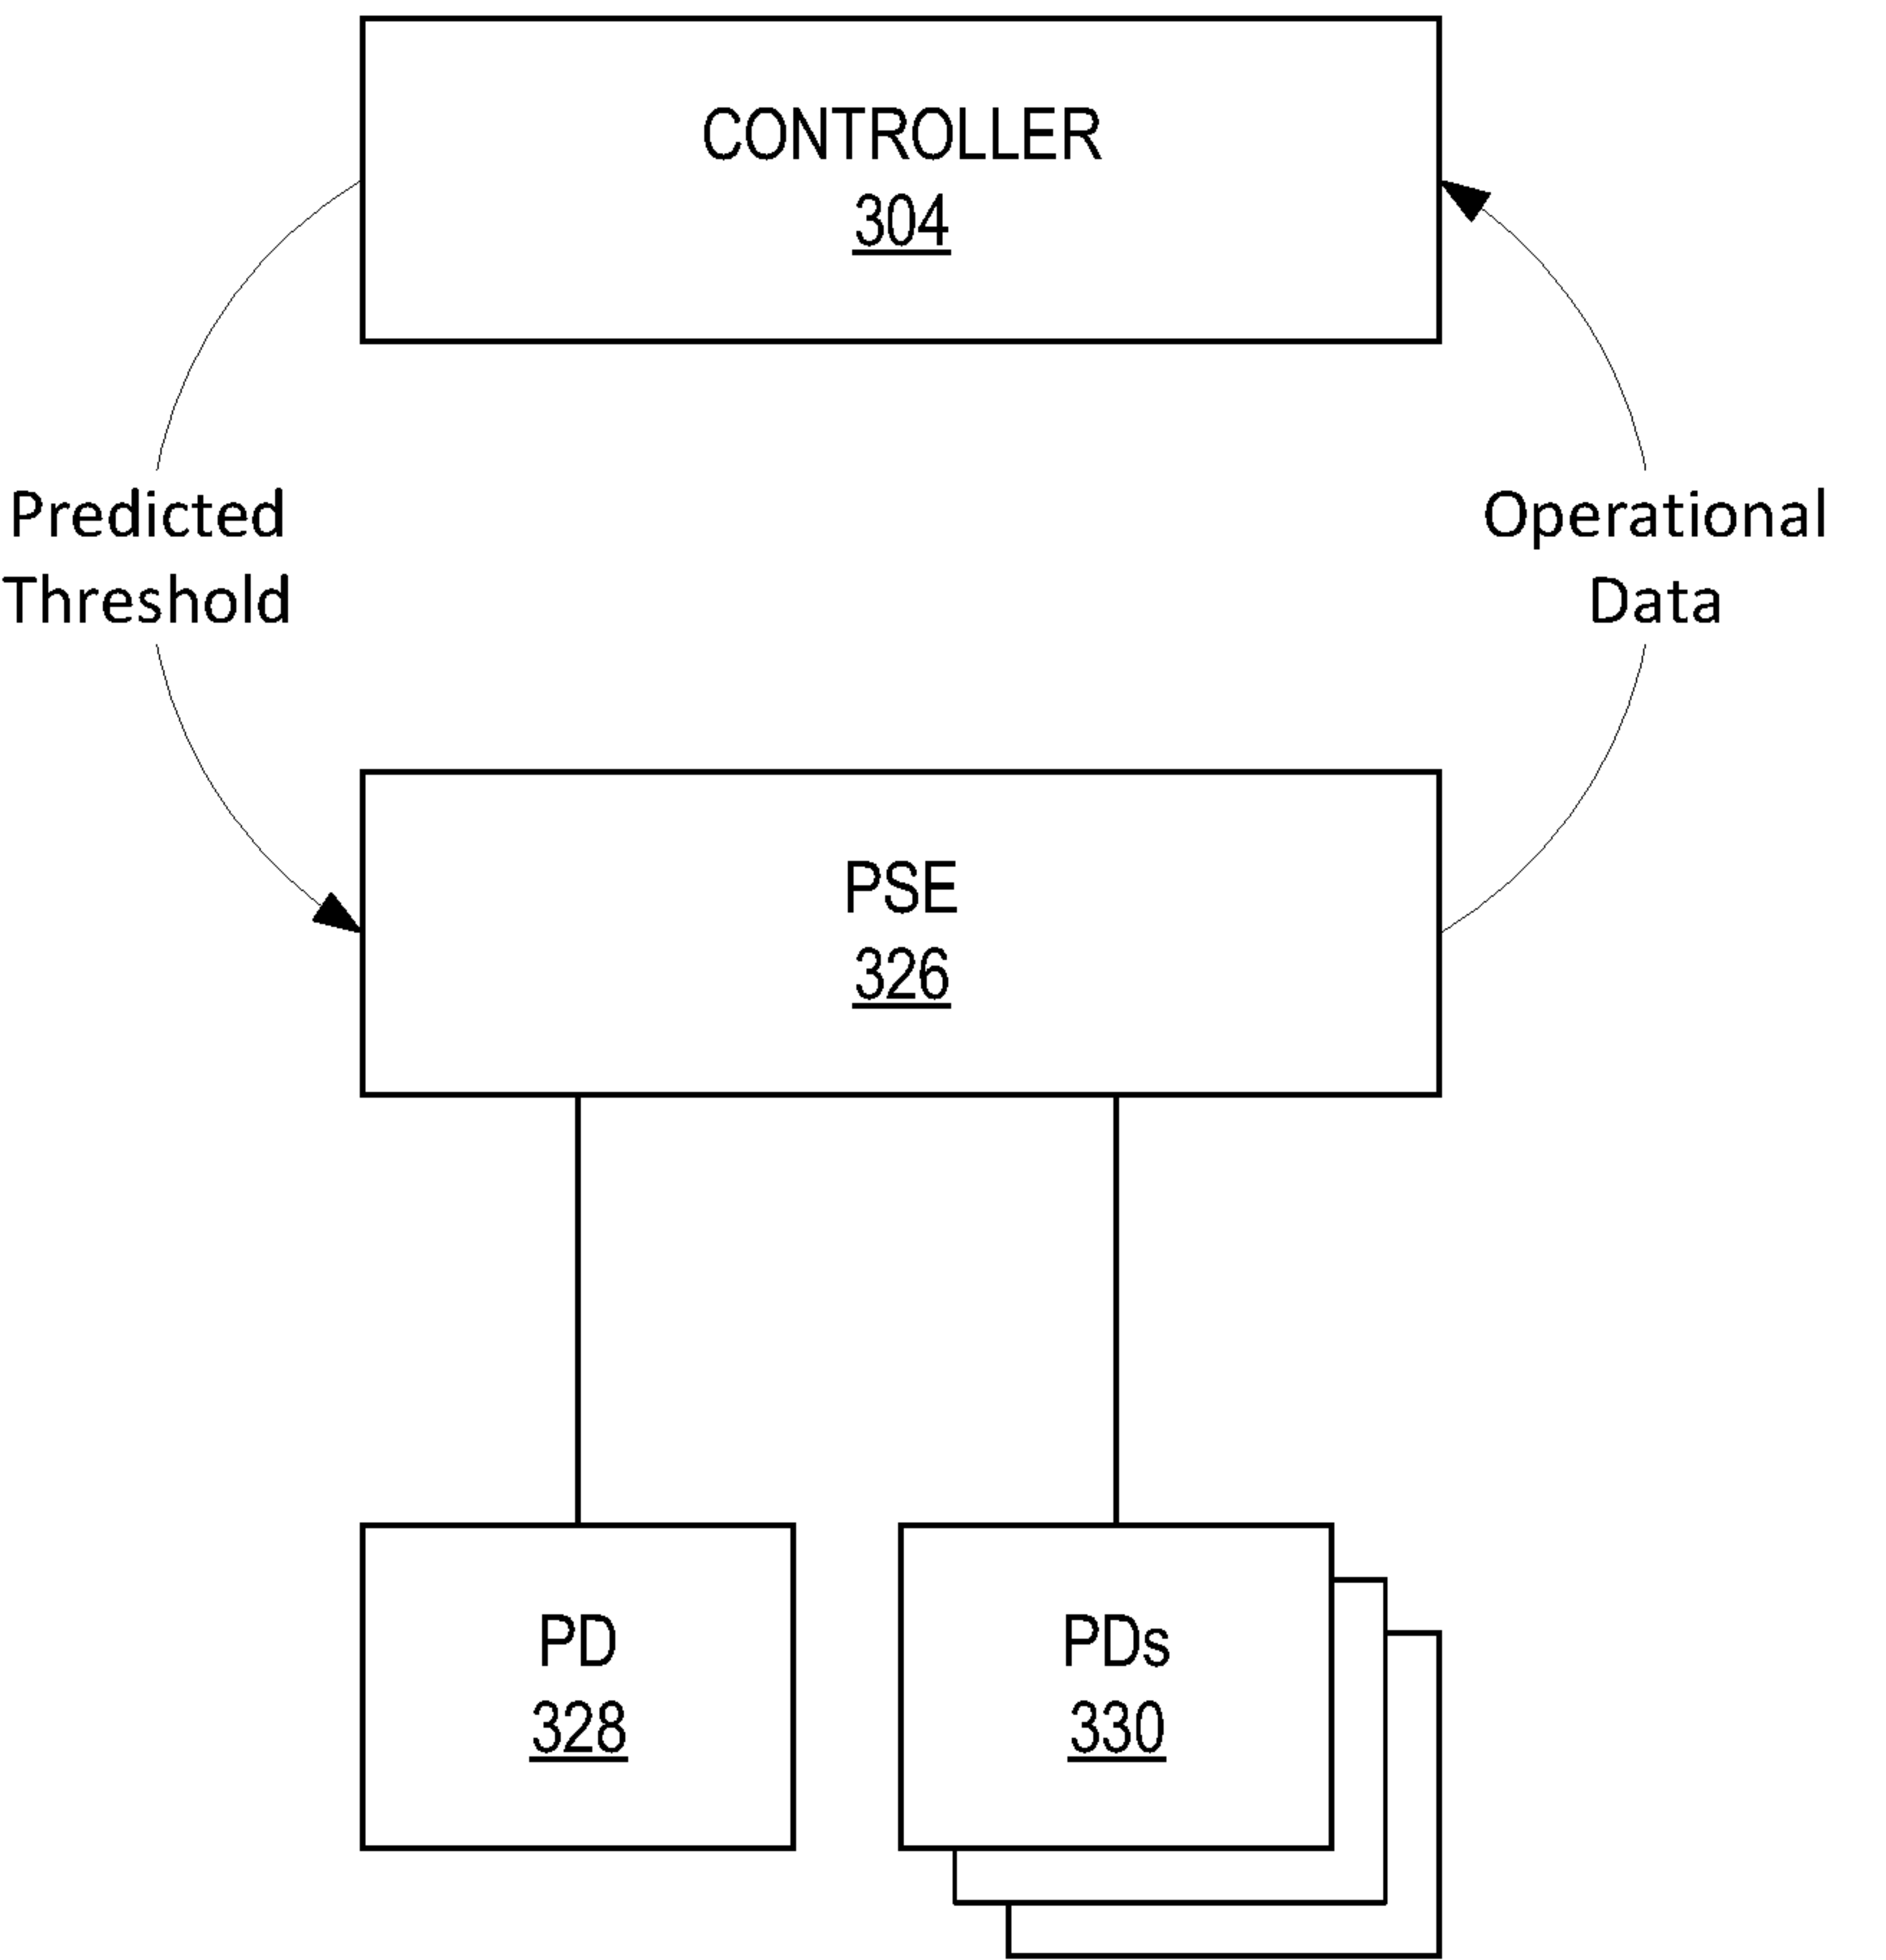 CONTROLLER
304
Predicted
Threshold
Operational
Data
PSE
326
PD
328
PDs
330